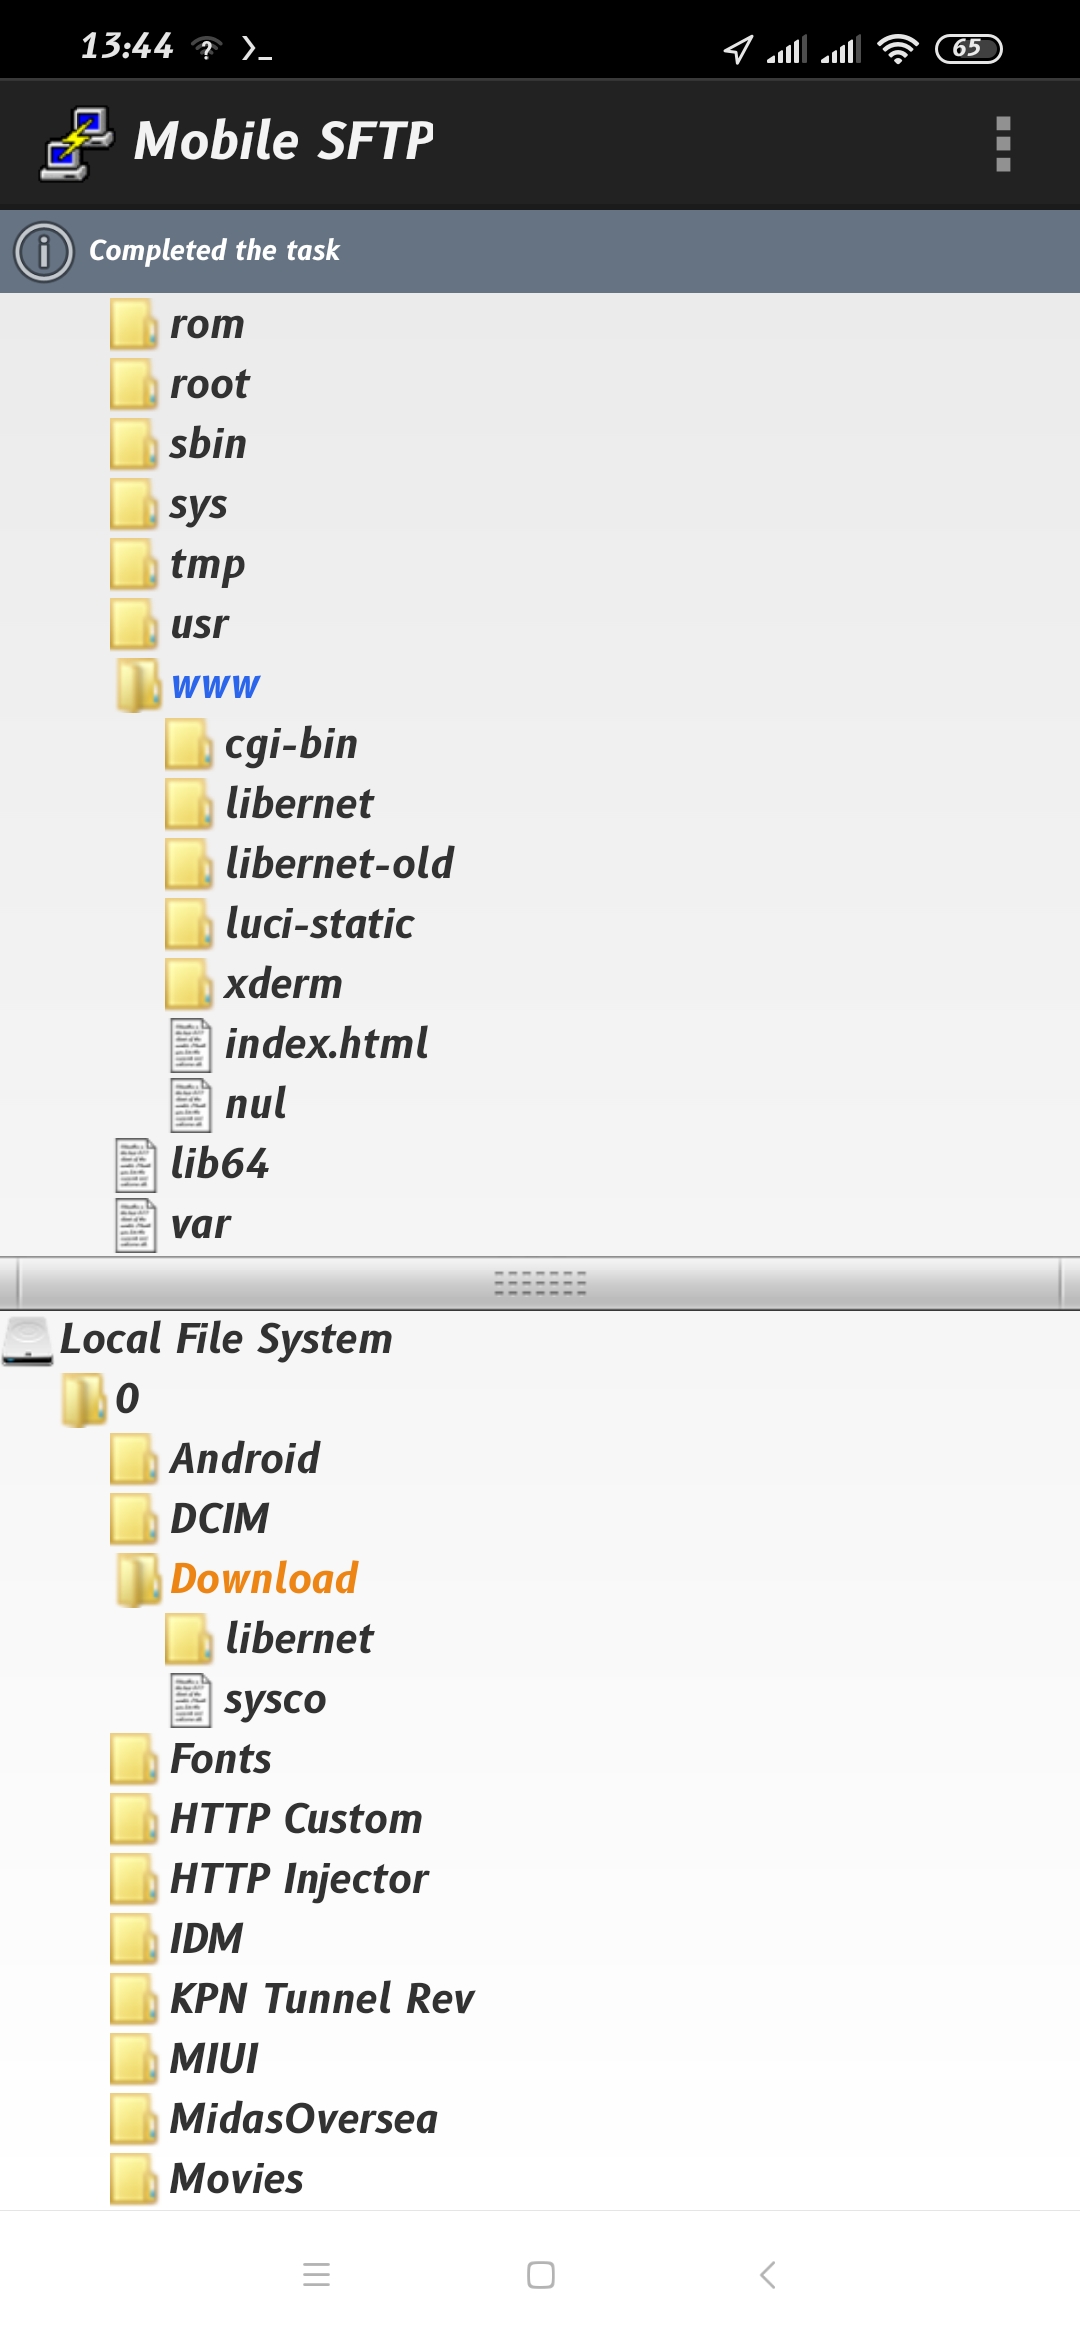 13:44
65
Mobile SFTP
Completed the task
rom
root
sbin
sys
tmp
usr
www
cgi-bin
libernet
libernet-old
luci-static
xderm
index.html
nul
lib64
var
Local File System
0
Android
DCIM
Download
libernet
sysco
Fonts
HTTP Custom
HTTP Injector
IDM
KPN Tunnel Rev
MIUI
MidasOversea
Movies